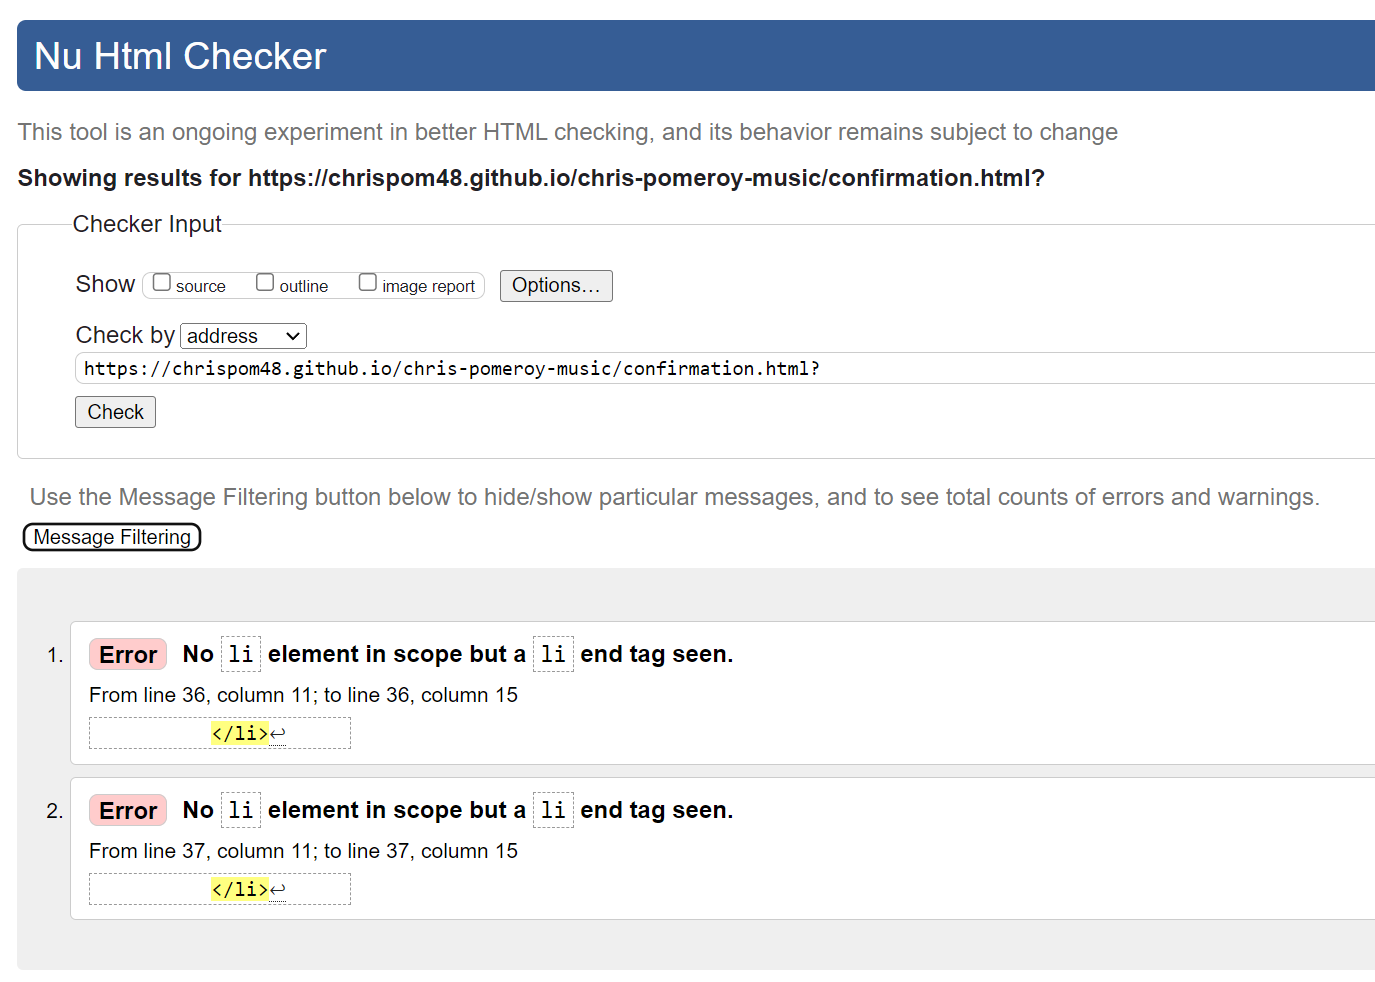 Nu Html Checker
This tool is an ongoing experiment in better HTML checking, and its behavior remains subject to change
Showing results for https://chrispom48.github.io/chris-pomeroy-music/confirmation.html?
Checker Input
Show source outline image report Options...
Check by address
https://chrispom48.github.io/chris-pomeroy-music/confirmation.html?
Check
Use the Message Filtering button below to hide/show particular messages, and to see total counts of errors and warnings.
Message Filtering
1. Error No li element in scope but a li end tag seen.
From line 36, column 11; to line 36, column 15
</li>↩
2. Error No li element in scope but a li end tag seen.
From line 37, column 11; to line 37, column 15
</li>↩